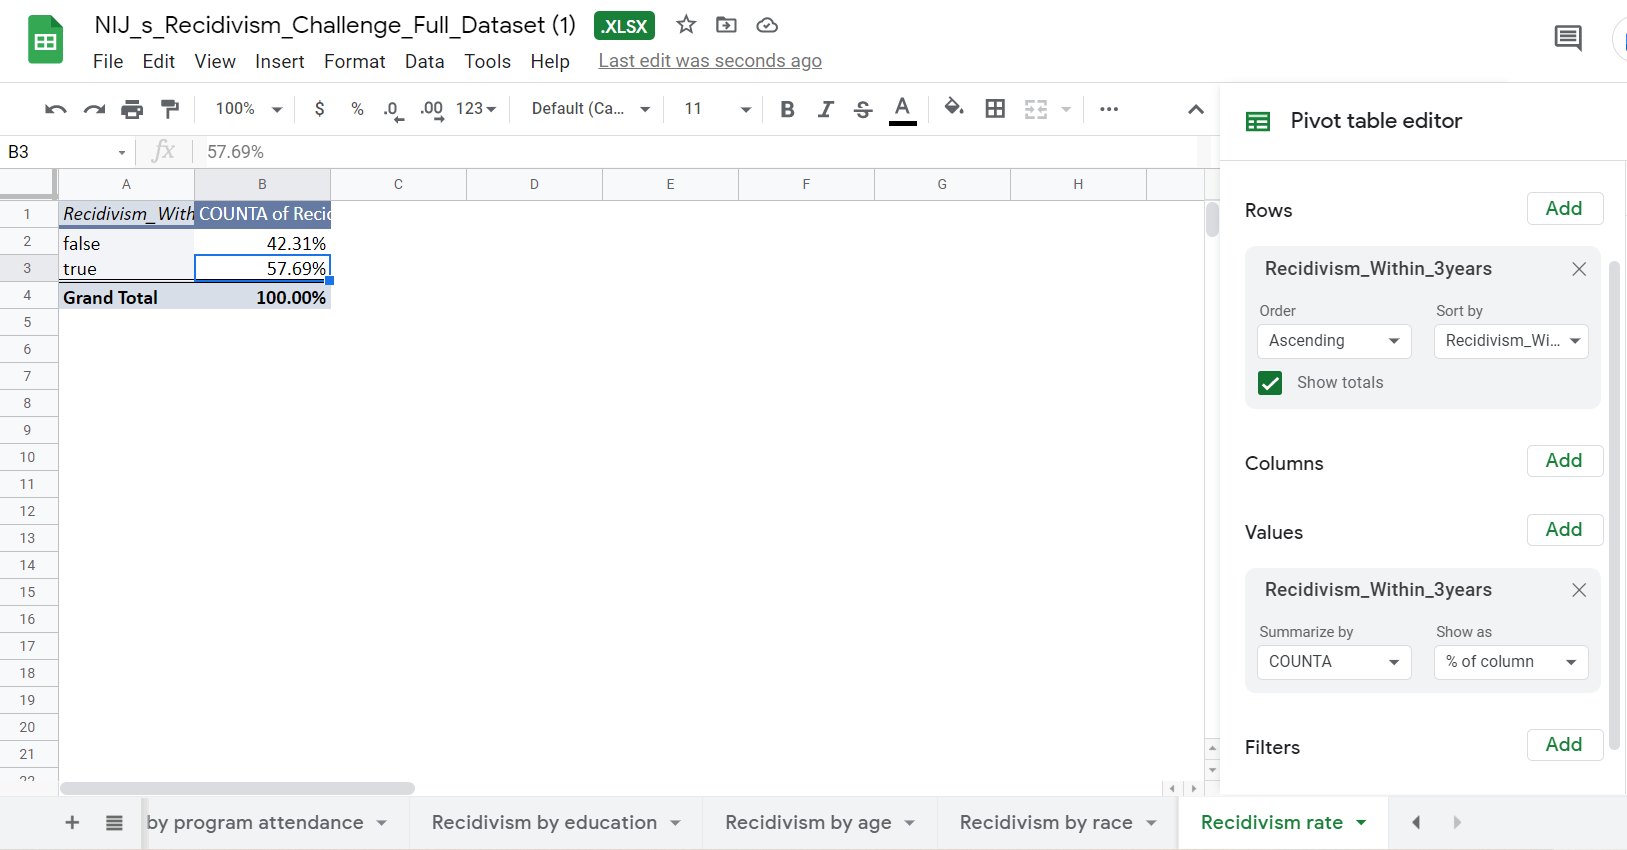 NIJ_s_Recidivism_Challenge_Full_Dataset (1) .XLSX
File Edit View Insert Format Data Tools Help Last edit was seconds ago
100% $ % .0 .00 123 Default (Ca... 11 B I S A
B3 fx 57.69%
A B C D E F G H
1 Recidivism_With COUNTA of Recid
2 false 42.31%
3 true 57.69%
4 Grand Total 100.00%
5
6
7
8
9
10
11
12
13
14
15
16
17
18
19
20
21
22
Pivot table editor
Rows Add
Recidivism_Within_3years
Order Sort by
Ascending Recidivism_Wi...
Show totals
Columns Add
Values Add
Recidivism_Within_3years
Summarize by Show as
COUNTA % of column
Filters Add
by program attendance Recidivism by education Recidivism by age Recidivism by race Recidivism rate